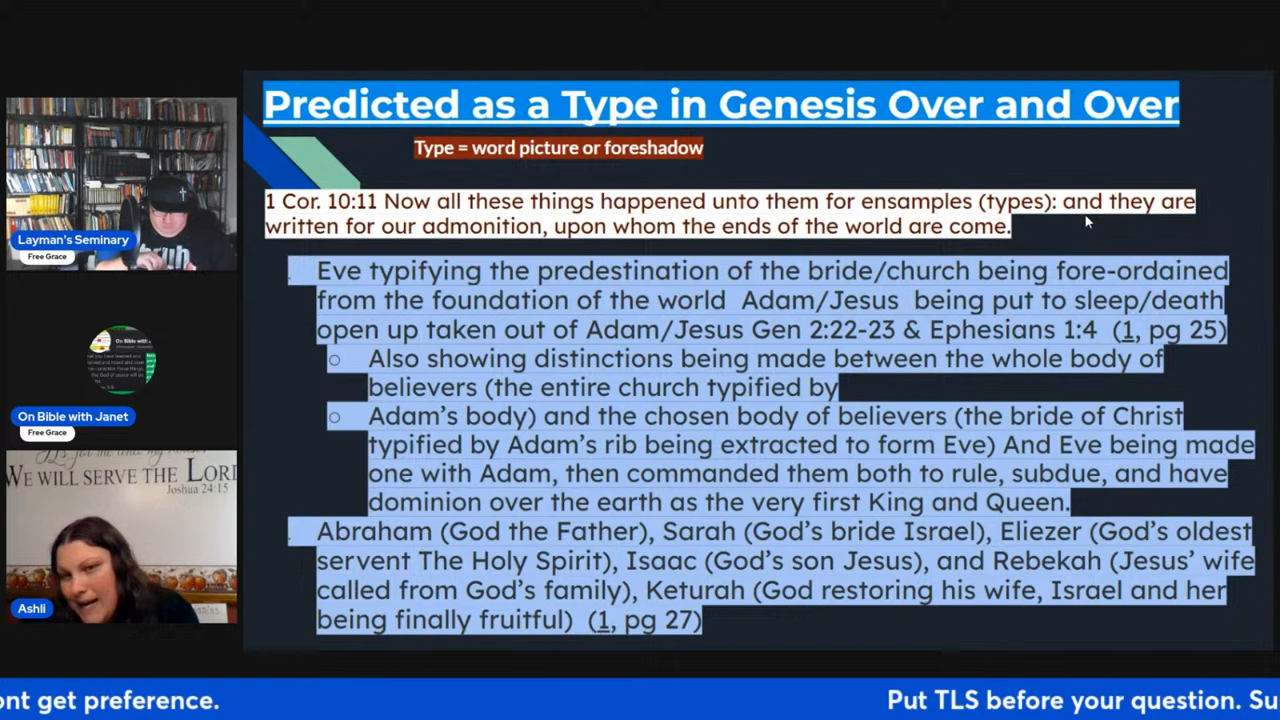 Predicted as a Type in Genesis Over and Over
Type = word picture or foreshadow
1 Cor. 10:11 Now all these things happened unto them for ensamples (types): and they are
written for our admonition, upon whom the ends of the world are come.
Eve typifying the predestination of the bride/church being fore-ordained
from the foundation of the world Adam/Jesus being put to sleep/death
open up taken out of Adam/Jesus Gen 2:22-23 & Ephesians 1:4 (1, pg 25)
○ Also showing distinctions being made between the whole body of
believers (the entire church typified by
○ Adam's body) and the chosen body of believers (the bride of Christ
typified by Adam's rib being extracted to form Eve) And Eve being made
one with Adam, then commanded them both to rule, subdue, and have
dominion over the earth as the very first King and Queen.
Abraham (God the Father), Sarah (God's bride Israel), Eliezer (God's oldest
servent The Holy Spirit), Isaac (God's son Jesus), and Rebekah (Jesus' wife
called from God's family), Keturah (God restoring his wife, Israel and her
being finally fruitful) (1, pg 27)
Layman's Seminary
Free Grace
On Bible with Janet
Free Grace
WE WILL SERVE THE LORD
Joshua 24:15
Ashli
ont get preference.
Put TLS before your question. Su